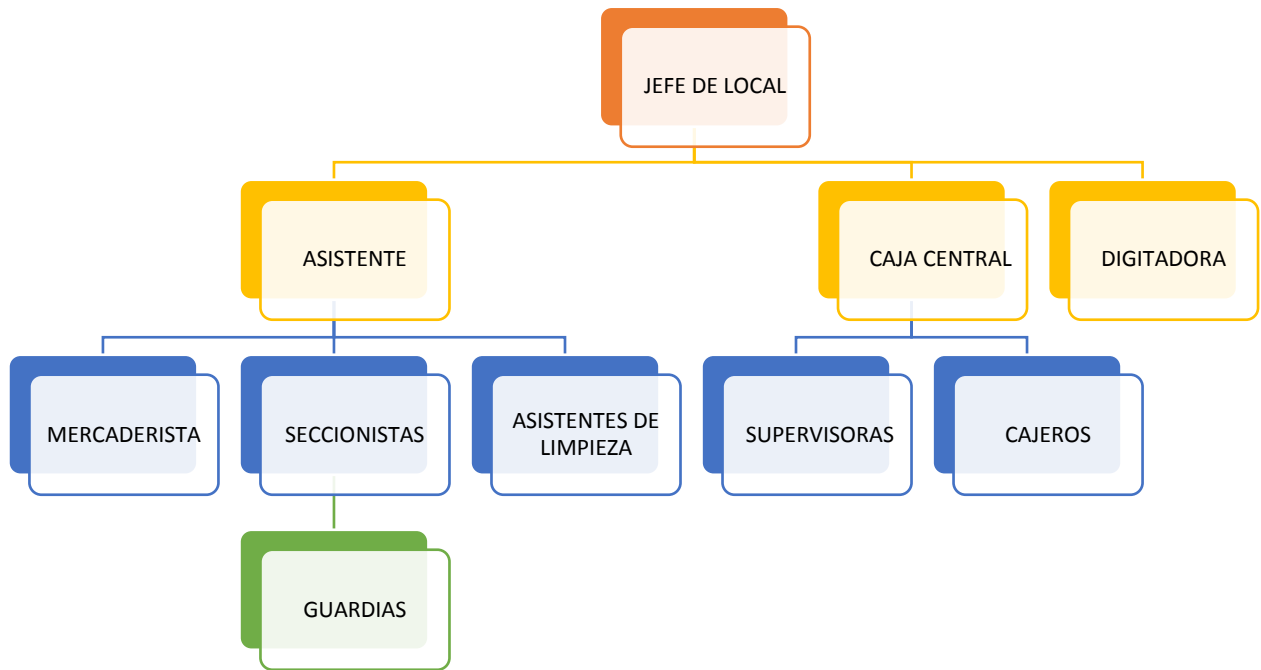 JEFE DE LOCAL
ASISTENTE
CAJA CENTRAL
DIGITADORA
MERCADERISTA
SECCIONISTAS
ASISTENTES DE
LIMPIEZA
SUPERVISORAS
CAJEROS
GUARDIAS